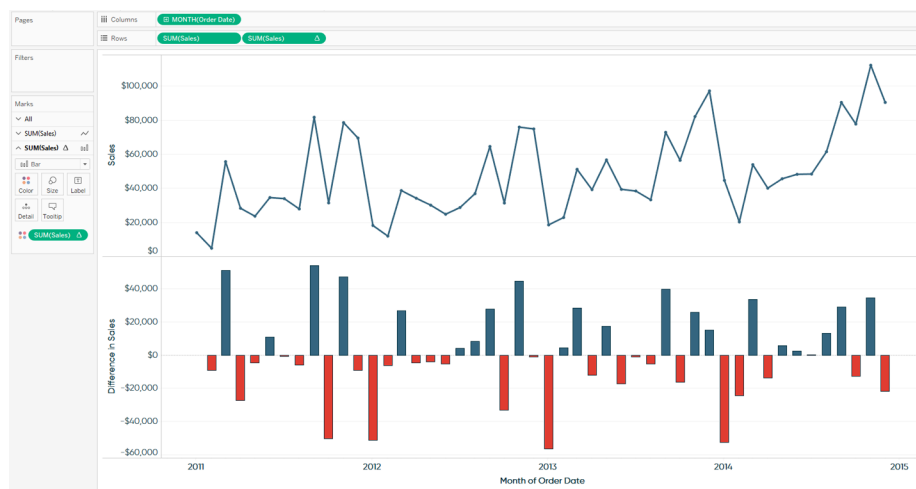 Pages
Columns
MONTH(Order Date)
Rows
SUM(Sales)
SUM(Sales) Δ
Filters
Marks
All
SUM(Sales)
SUM(Sales) Δ
Bar
Color
Size
Label
Detail
Tooltip
SUM(Sales) Δ
Sales
$100,000
$80,000
$60,000
$40,000
$20,000
$0
Difference in Sales
$40,000
$20,000
$0
-$20,000
-$40,000
-$60,000
2011
2012
2013
2014
2015
Month of Order Date